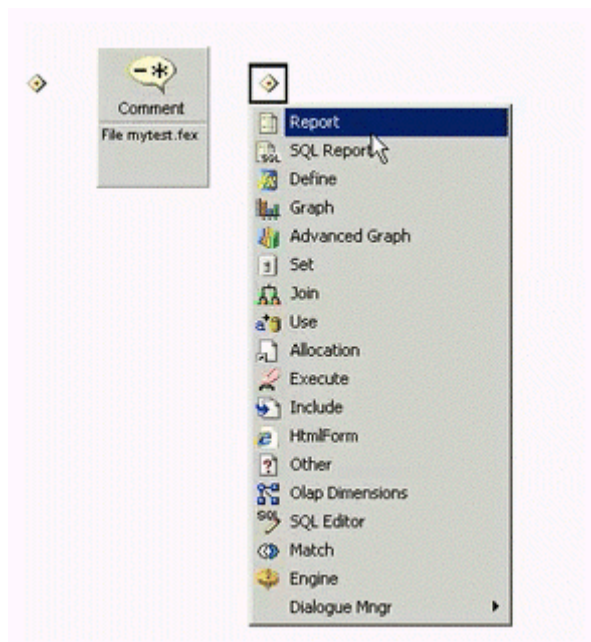 -*
Comment
File mytest.fex
Report
SQL Report
Define
Graph
Advanced Graph
Set
Join
Use
Allocation
Execute
Include
HtmlForm
Other
Olap Dimensions
SQL Editor
Match
Engine
Dialogue Mngr